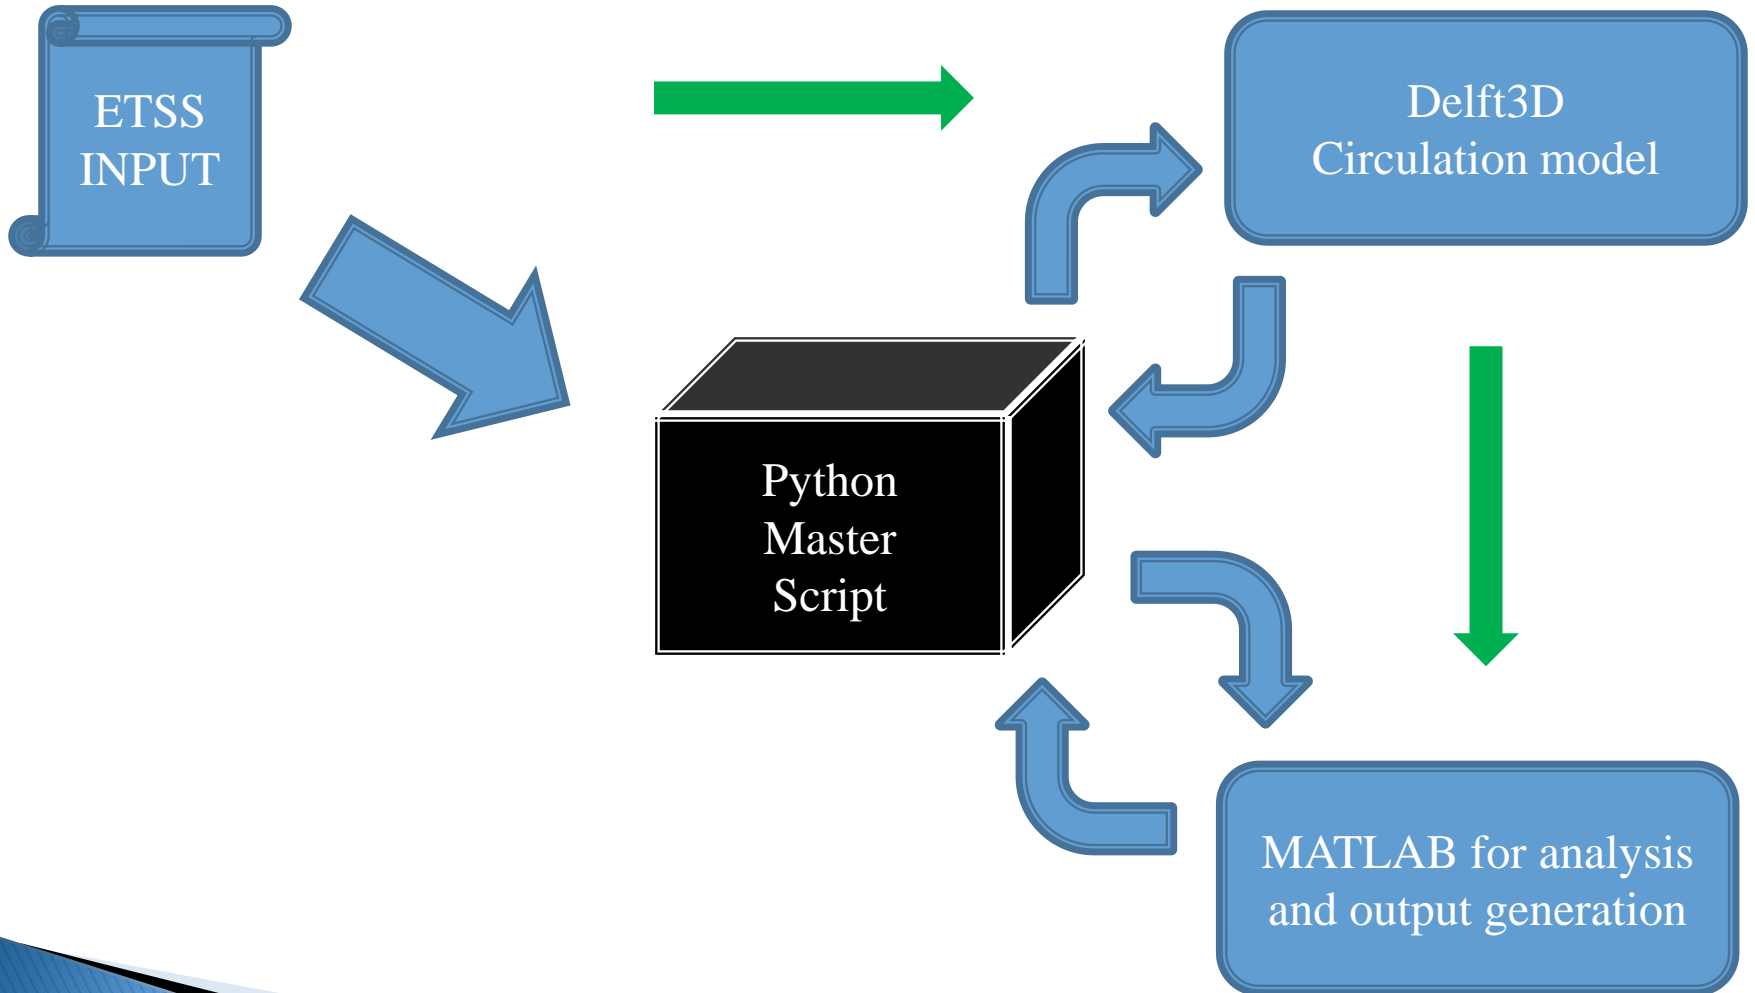 ETSS
INPUT
Delft3D
Circulation model
Python
Master
Script
MATLAB for analysis
and output generation